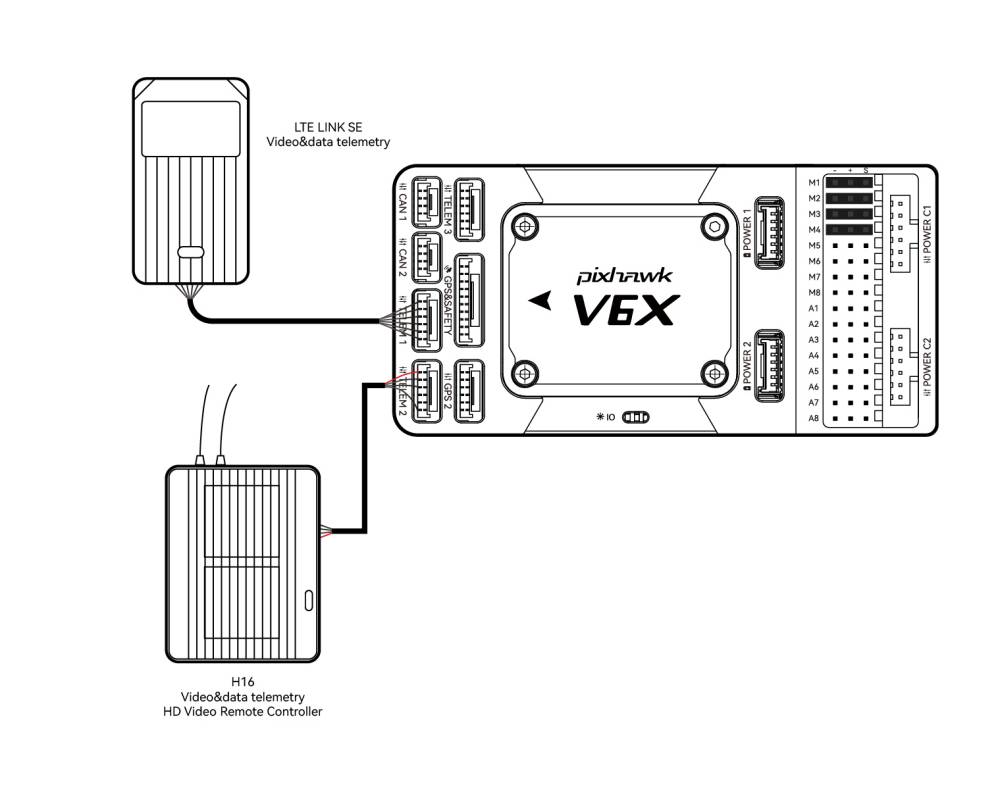 LTE LINK SE
Video&data telemetry
CAN 1
TELEM 3
CAN 2
GPS&SAFETY
TELEM 1
TELEM 2
GPS 2
POWER 1
POWER 2
pixhawk
V6X
IO
- + S
M1
M2
M3
M4
M5
M6
M7
M8
A1
A2
A3
A4
A5
A6
A7
A8
POWER C1
POWER C2
H16
Video&data telemetry
HD Video Remote Controller